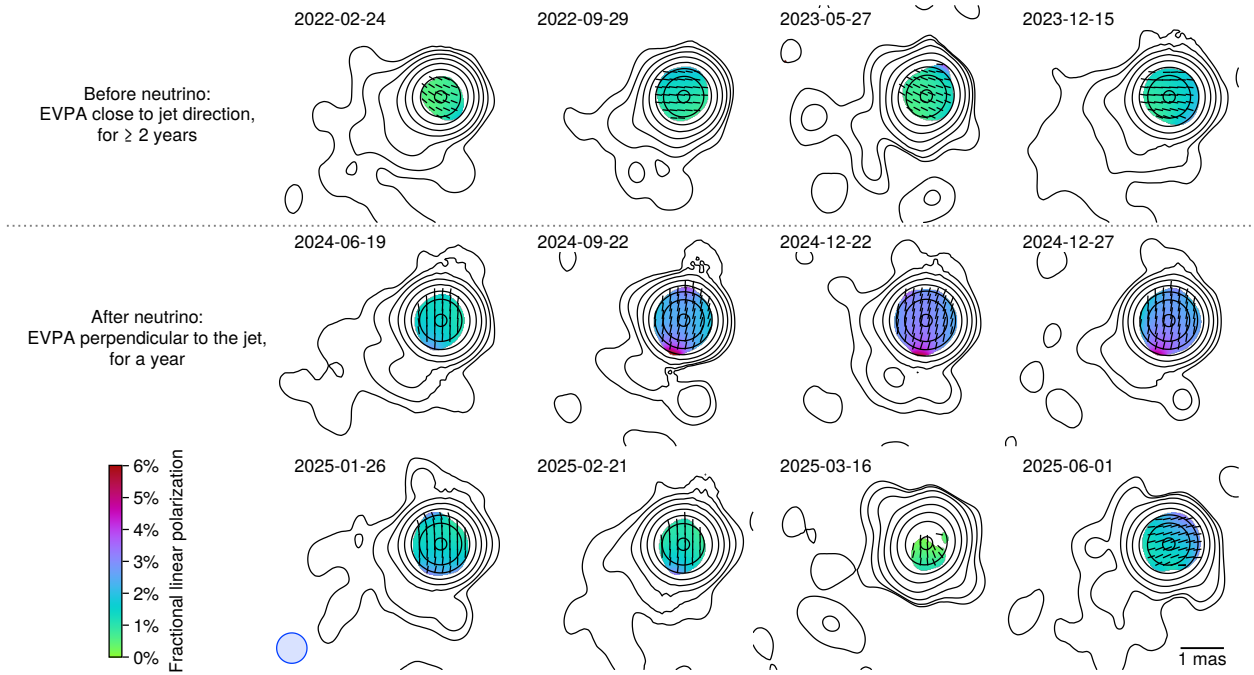 2022-02-24
2022-09-29
2023-05-27
2023-12-15
Before neutrino:
EVPA close to jet direction,
for ≥ 2 years
2024-06-19
2024-09-22
2024-12-22
2024-12-27
After neutrino:
EVPA perpendicular to the jet,
for a year
2025-01-26
2025-02-21
2025-03-16
2025-06-01
6%
5%
4%
3%
2%
1%
0%
Fractional linear polarization
1 mas